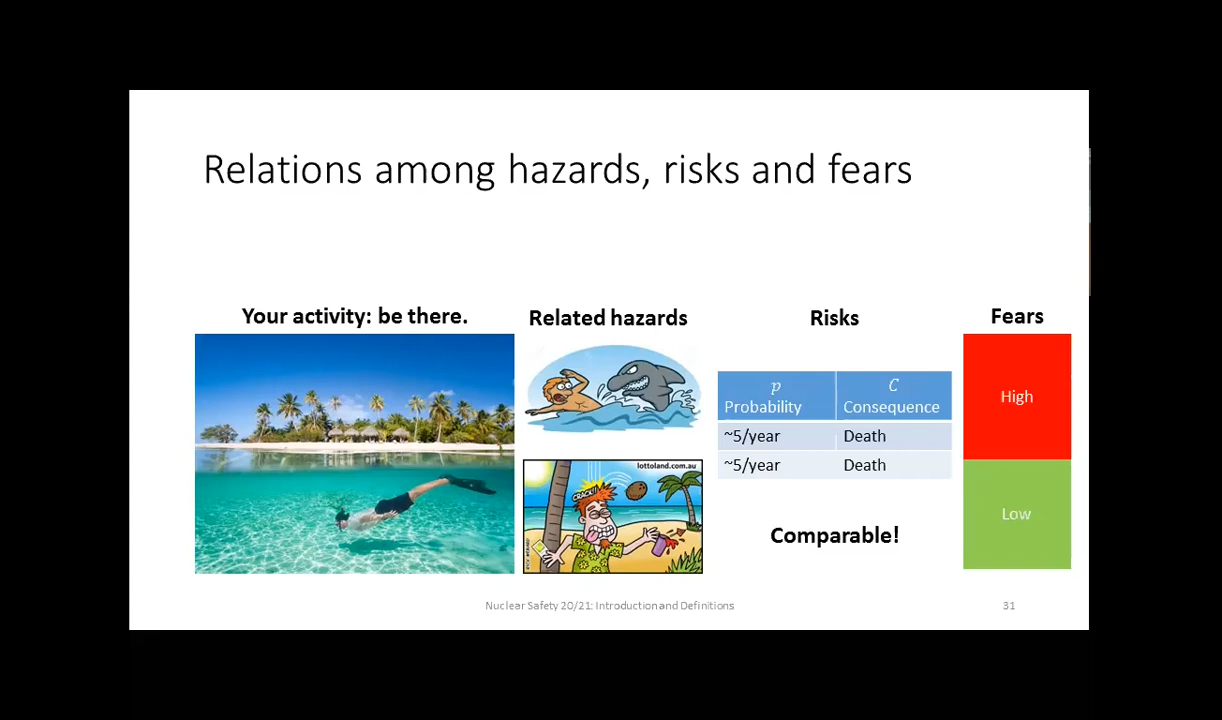 Relations among hazards, risks and fears
Your activity: be there.
Related hazards
Risks
Fears
p
Probability
C
Consequence
~5/year
Death
~5/year
Death
Comparable!
High
Low
lottoland.com.au
CRACK!!
Nuclear Safety 20/21: Introduction and Definitions
31